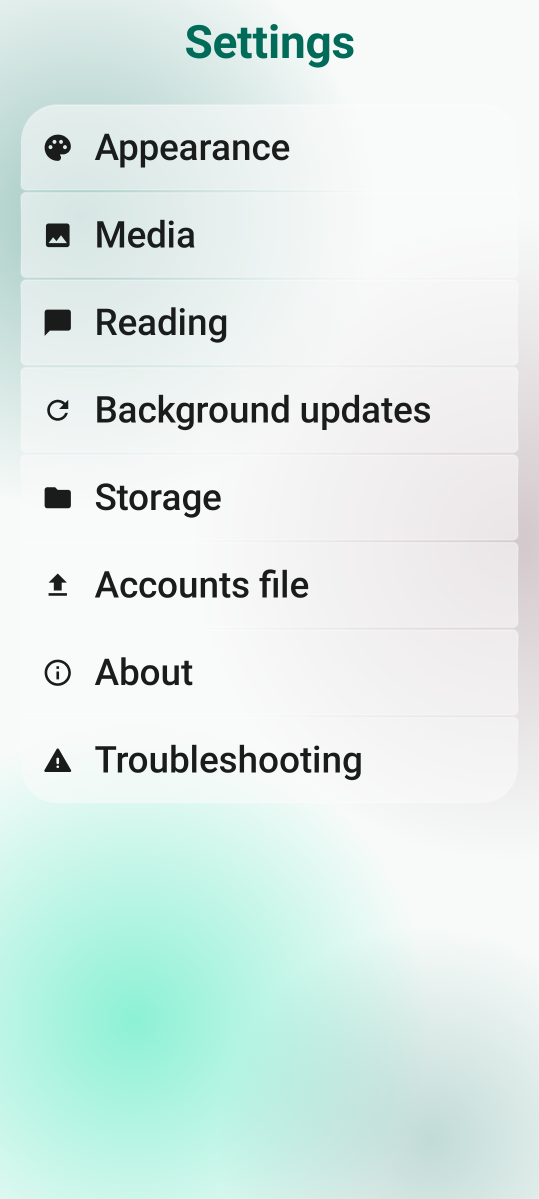 Settings
Appearance
Media
Reading
Background updates
Storage
Accounts file
About
Troubleshooting